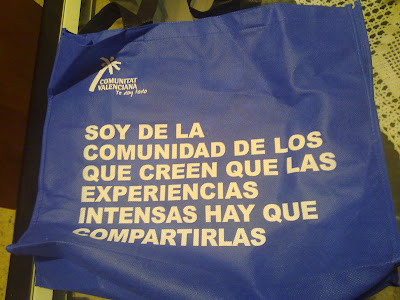 COMUNITAT
VALENCIANA
Te doy todo
SOY DE LA
COMUNIDAD DE LOS
QUE CREEN QUE LAS
EXPERIENCIAS
INTENSAS HAY QUE
COMPARTIRLAS